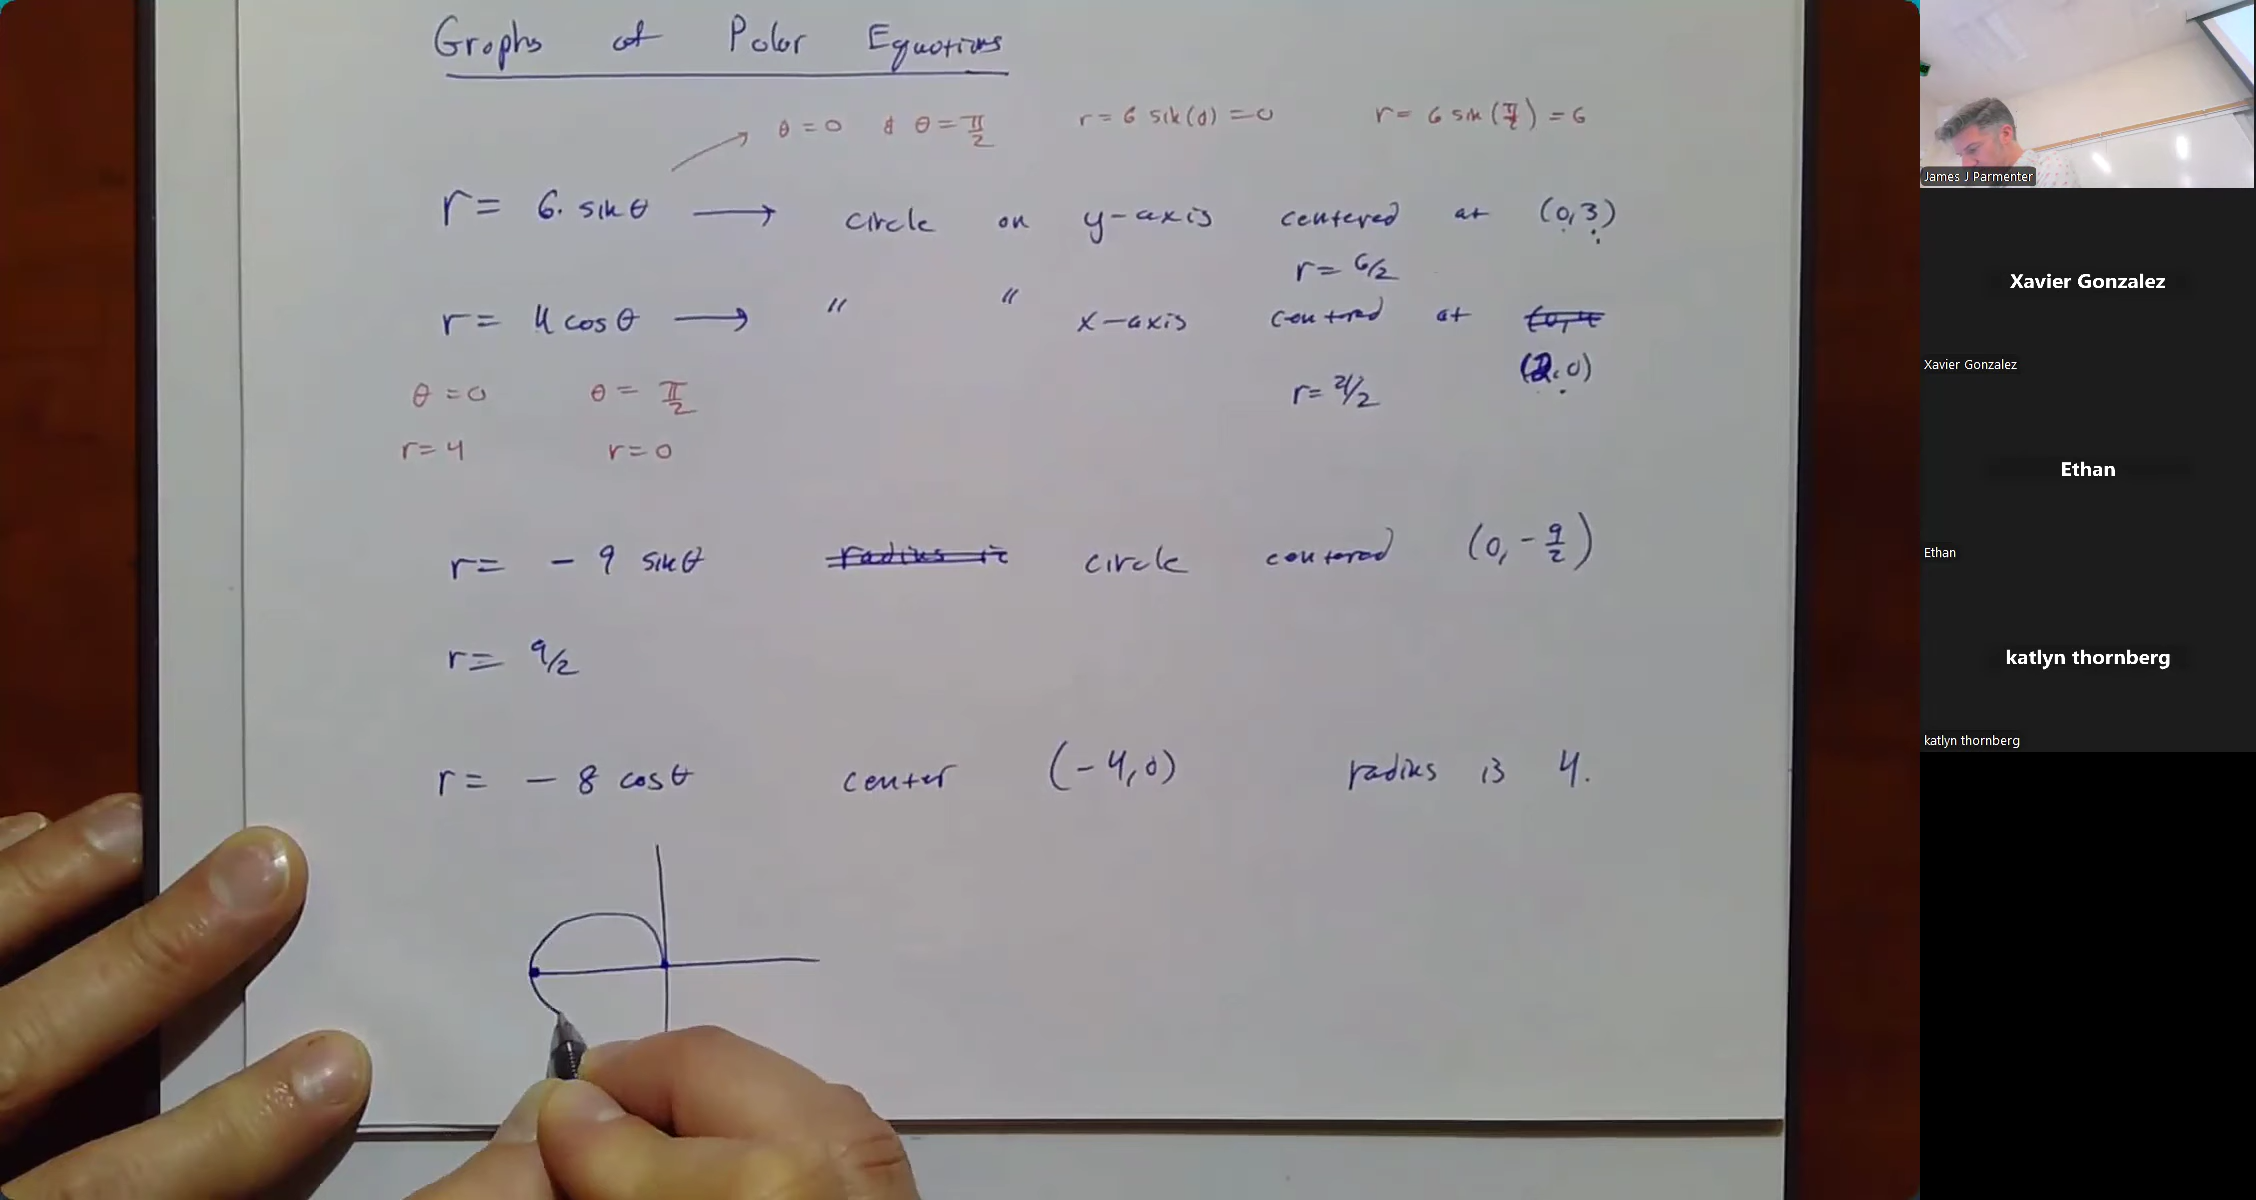 Graphs of Polar Equations
θ = 0 & θ = π/2 r = 6 sin(0) = 0 r = 6 sin(π/2) = 6
r = 6 · sin θ → circle on y-axis centered at (0,3)
r = 6/2
r = 4 cos θ → " " x-axis centered at
(2,0)
θ = 0 θ = π/2
r = 4 r = 0
r = - 9 sin θ radius is circle centered (0, - 9/2)
r = 9/2
r = - 8 cos θ center (-4,0) radius is 4.
James J Parmenter
Xavier Gonzalez
Xavier Gonzalez
Ethan
Ethan
katlyn thornberg
katlyn thornberg